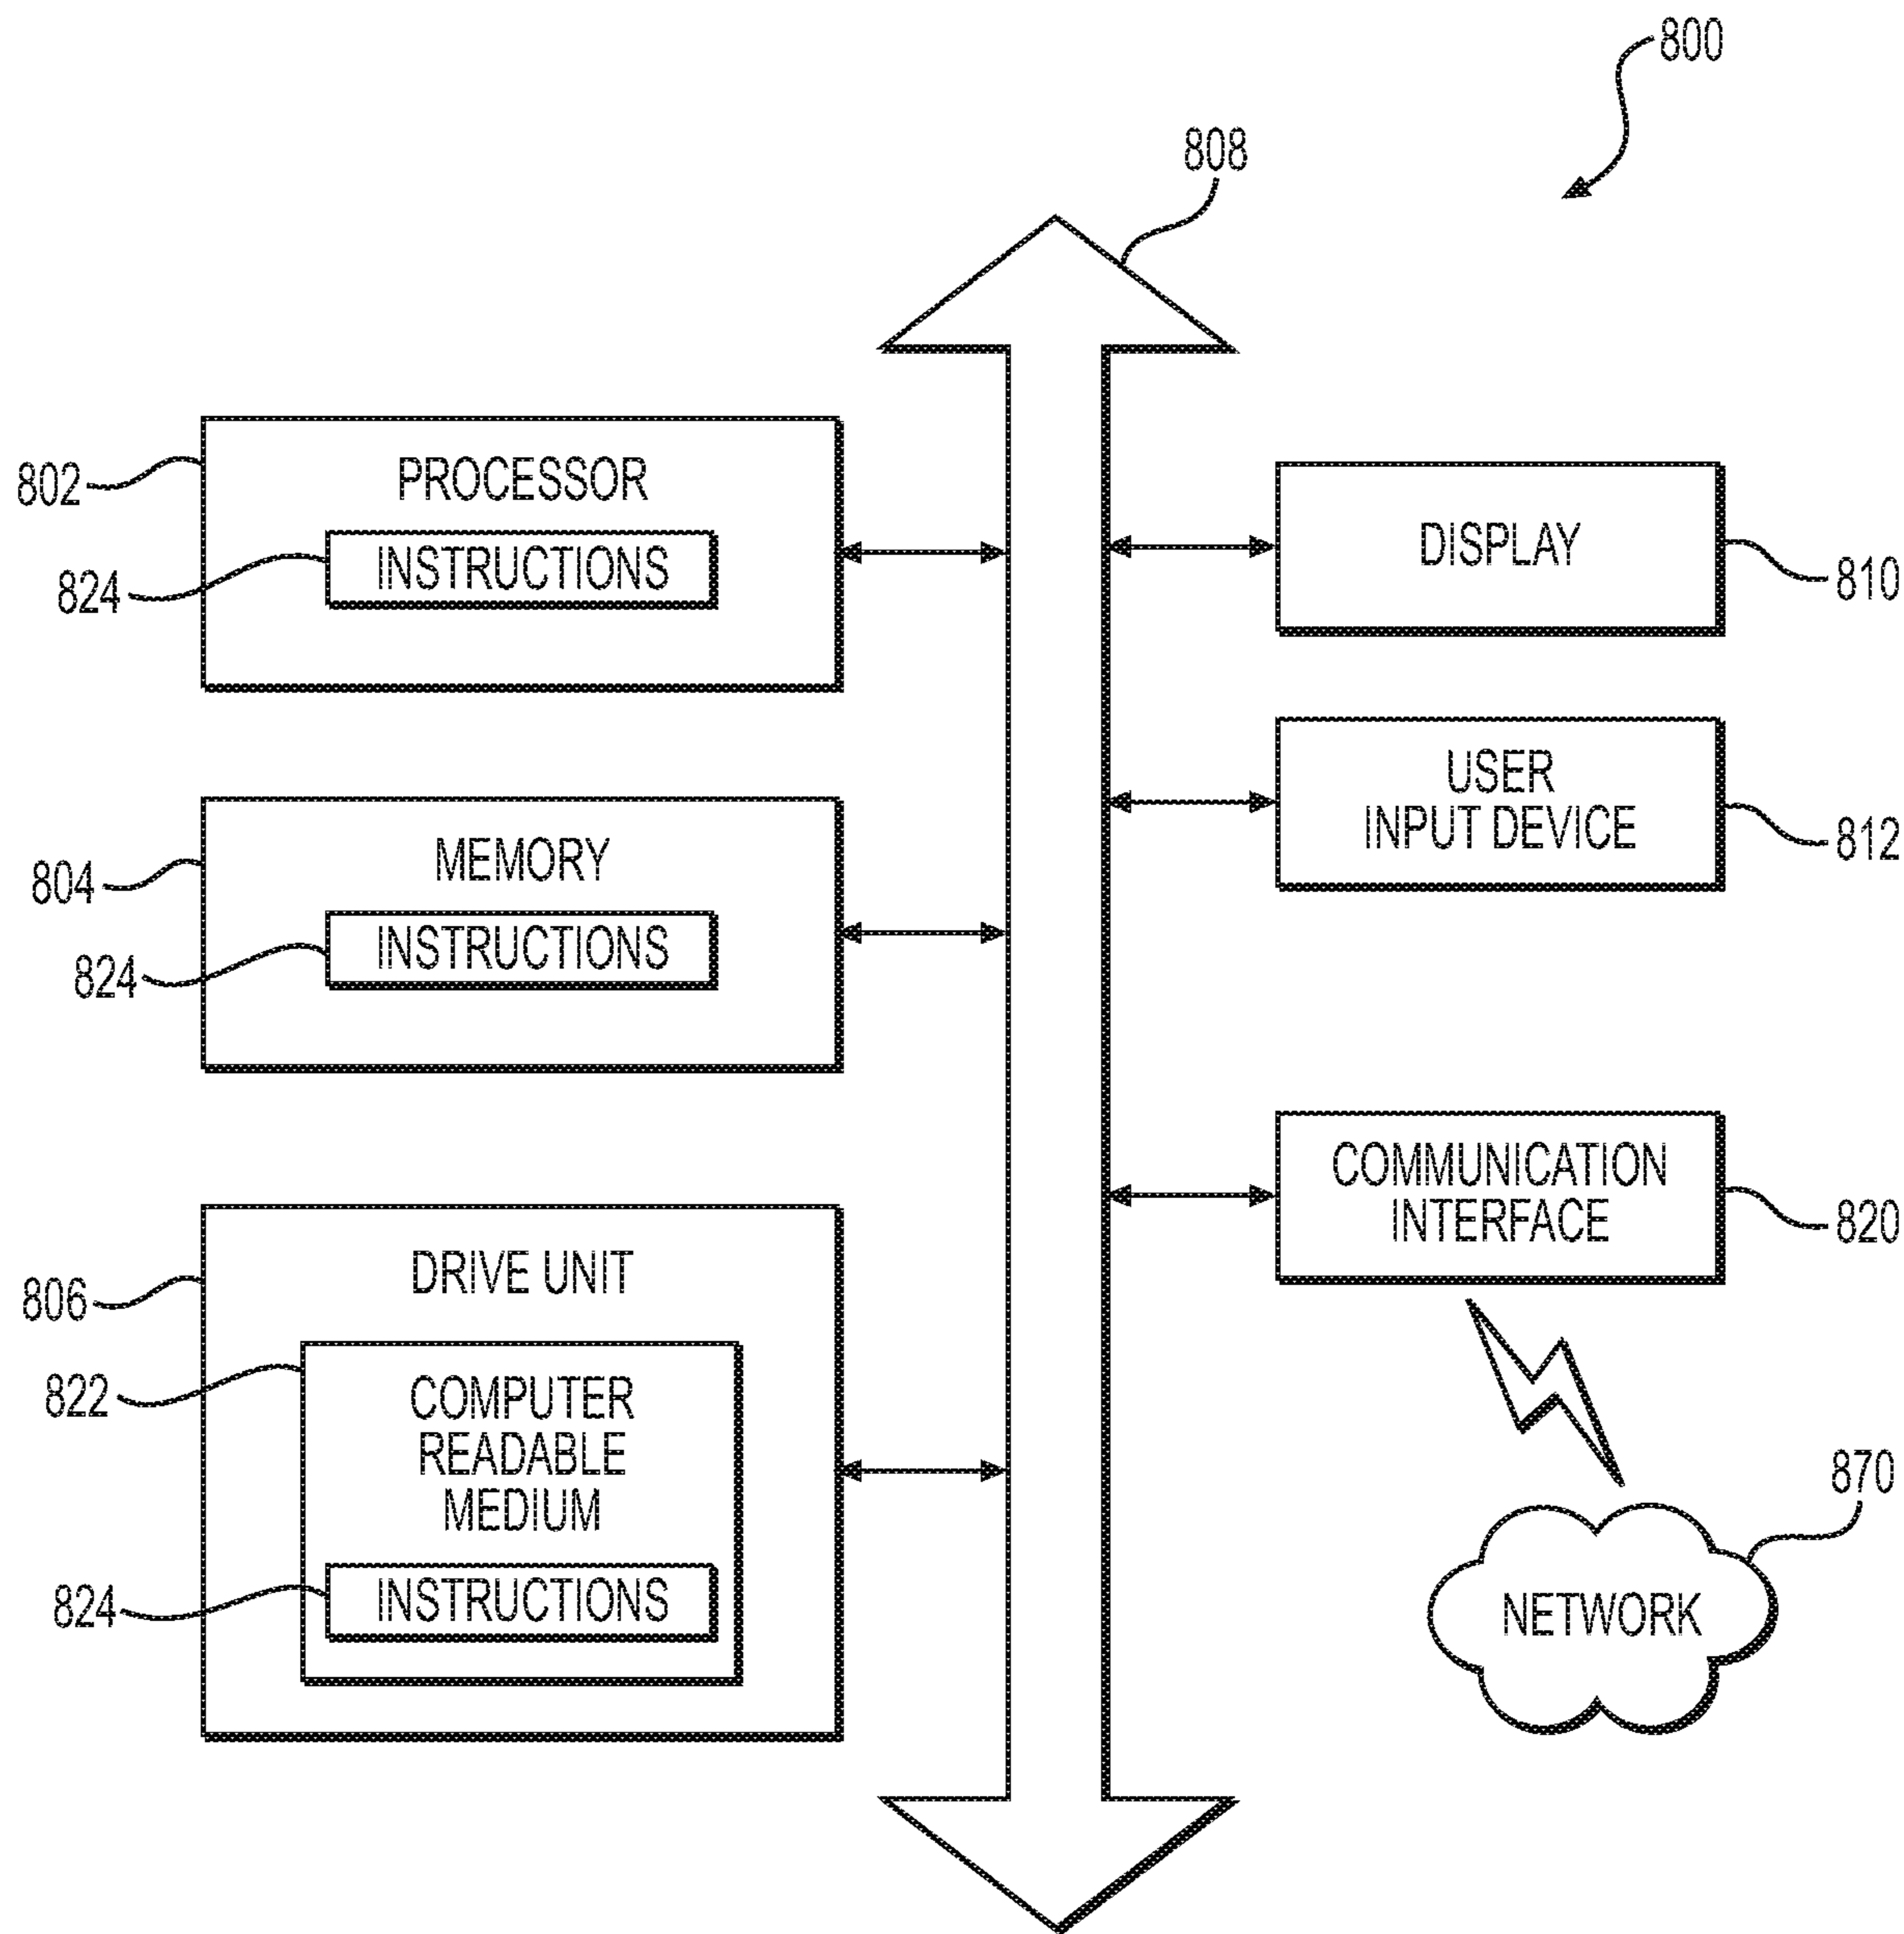 800
808
802
PROCESSOR
824
INSTRUCTIONS
804
MEMORY
824
INSTRUCTIONS
806
DRIVE UNIT
822
COMPUTER
READABLE
MEDIUM
824
INSTRUCTIONS
DISPLAY
810
USER
INPUT DEVICE
812
COMMUNICATION
INTERFACE
820
870
NETWORK